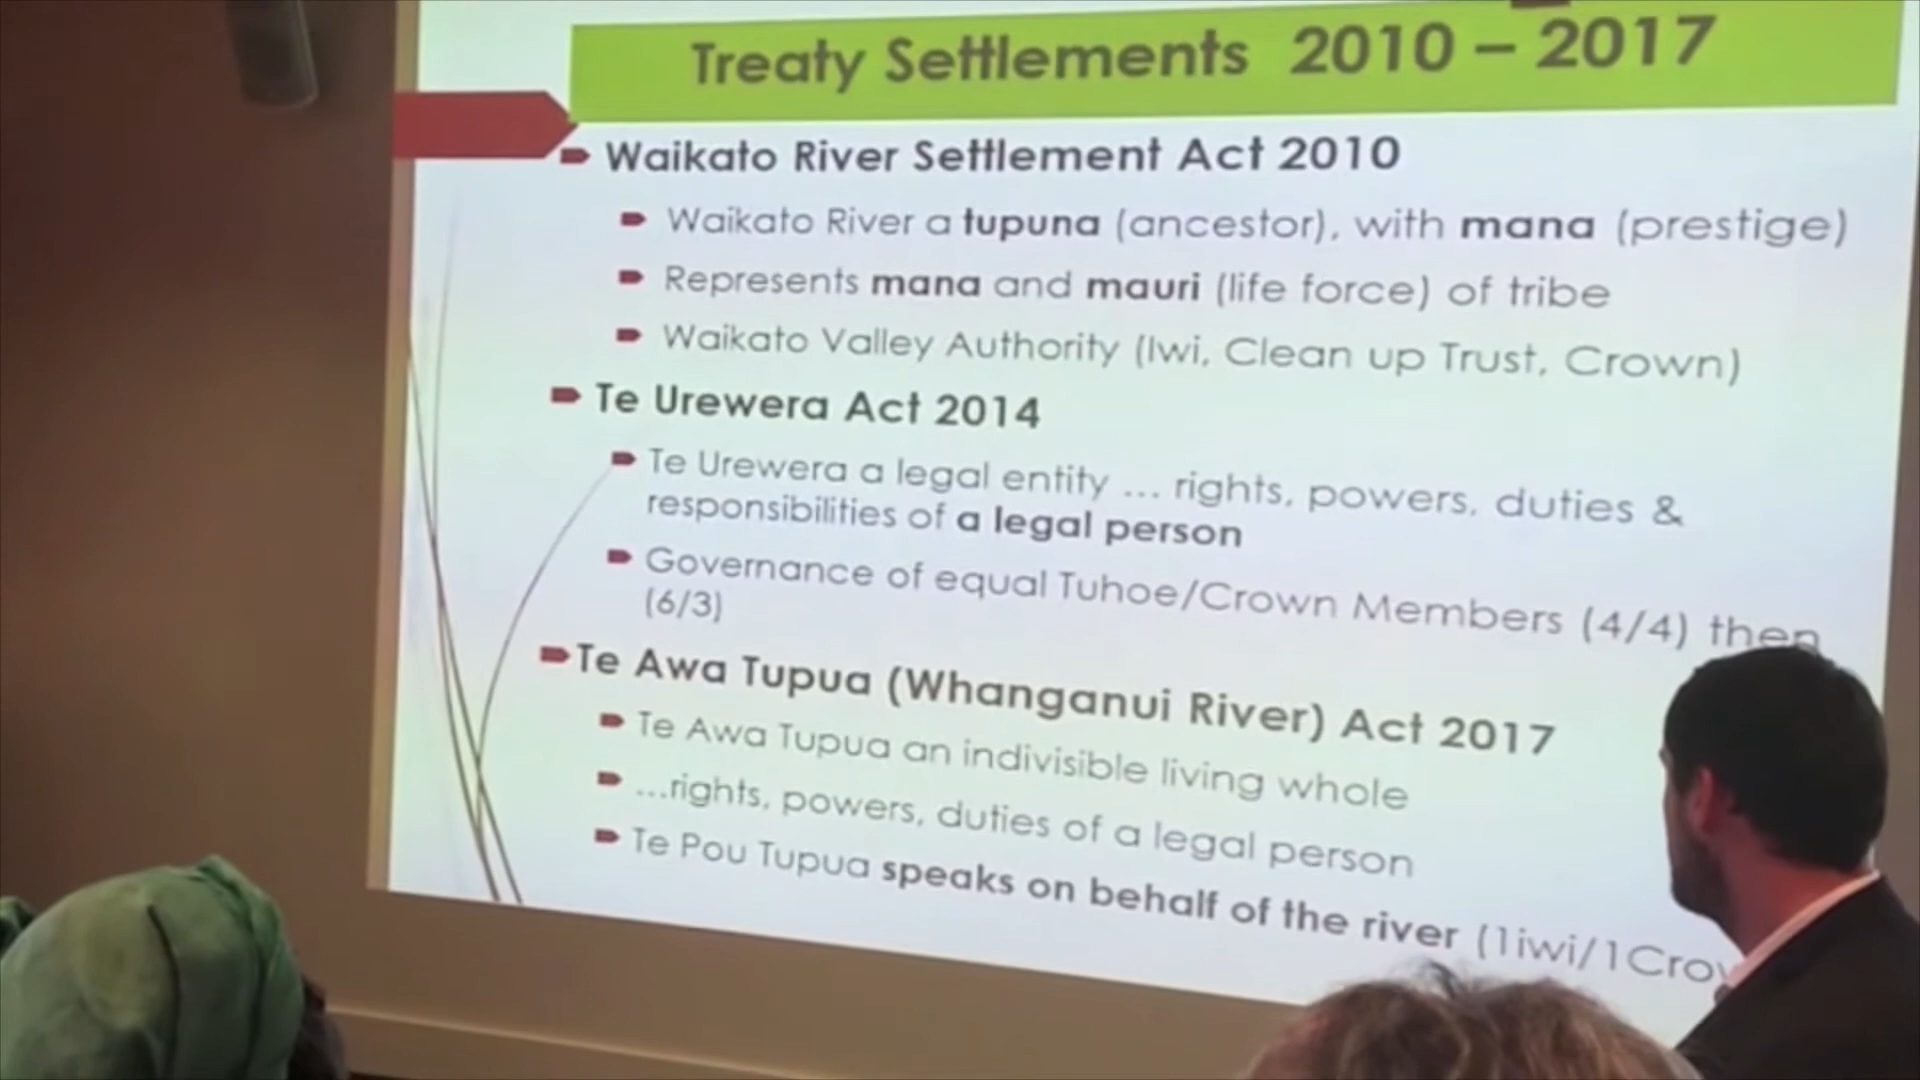 Treaty Settlements 2010 – 2017
Waikato River Settlement Act 2010
Waikato River a tupuna (ancestor), with mana (prestige)
Represents mana and mauri (life force) of tribe
Waikato Valley Authority (Iwi, Clean up Trust, Crown)
Te Urewera Act 2014
Te Urewera a legal entity ... rights, powers, duties &
responsibilities of a legal person
Governance of equal Tuhoe/Crown Members (4/4) then
(6/3)
Te Awa Tupua (Whanganui River) Act 2017
Te Awa Tupua an indivisible living whole
...rights, powers, duties of a legal person
Te Pou Tupua speaks on behalf of the river (1iwi/1